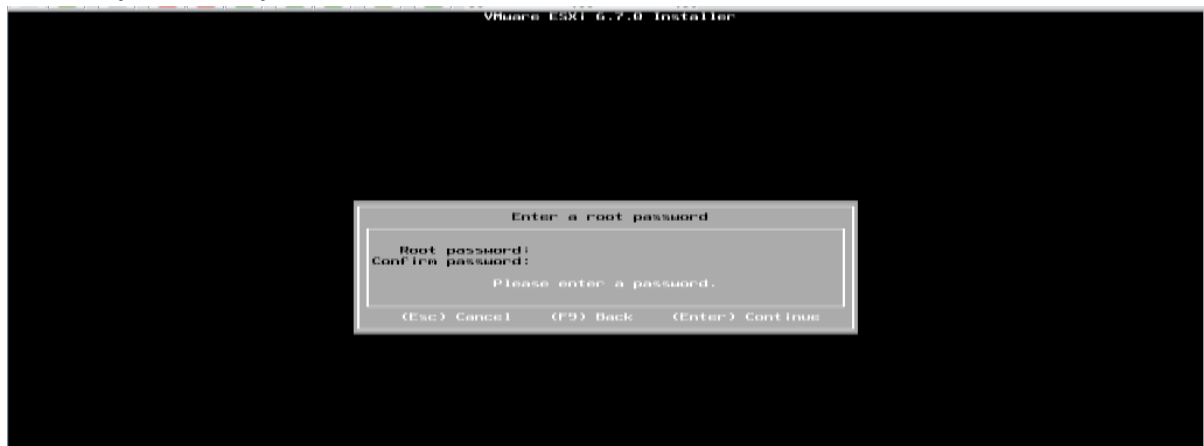 VMware ESXi 6.7.0 Installer
Enter a root password
Root password:
Confirm password:
Please enter a password.
(Esc) Cancel (F9) Back (Enter) Continue